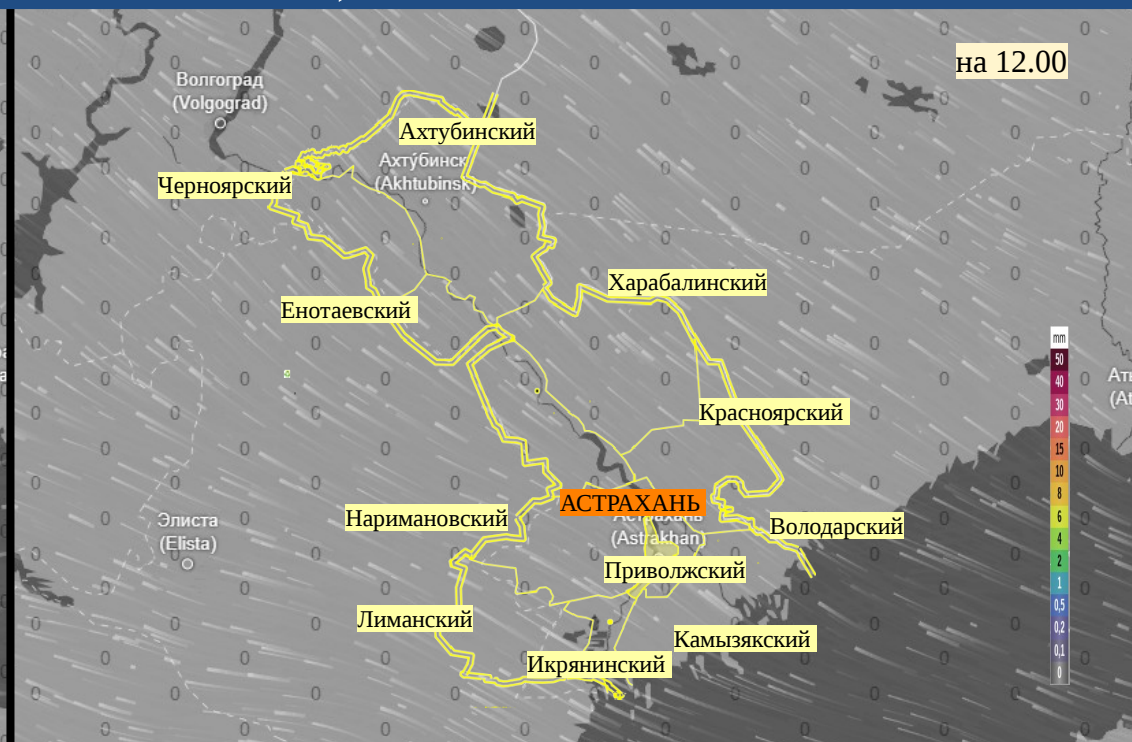 на 12.00
Волгоград
(Volgograd)
Ахтубинский
Ахту́бинск
(Akhtubinsk)
Черноярский
Харабалинский
Енотаевский
mm
50
40
30
20
15
10
8
6
4
2
1
0,5
0,2
0,1
0
Красноярский
АСТРАХАНЬ
Астрахань
(Astrakhan)
Наримановский
Элиста
(Elista)
Володарский
Приволжский
Лиманский
Камызякский
Икрянинский